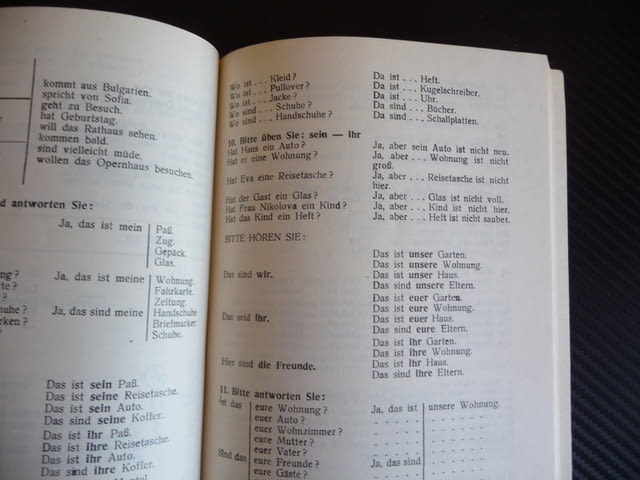 kommt aus Bulgarien.
spricht von Sofia.
geht zu Besuch.
hat Geburtstag.
will das Rathaus sehen.
kommen bald.
sind vielleicht müde.
wollen das Opernhaus besuchen.
d antworten Sie:
Ja, das ist mein Paß.
Zug.
Gepäck.
Glas.
Ja, das ist meine Wohnung.
Fahrkarte.
Zeitung.
Ja, das sind meine Handschuhe
Briefmarker
Schuhe.
Das ist sein Paß.
Das ist seine Reisetasche.
Das ist sein Auto.
Das sind seine Koffer.
Das ist ihr Paß.
Das ist ihre Reisetasche.
Das ist ihr Auto.
Das sind ihre Koffer.
Wo ist... Kleid? Da ist... Heft.
Wo ist... Pullover? Da ist... Kugelschreiber.
Wo ist... Jacke? Da ist... Uhr.
Wo sind... Schuhe? Da sind... Bücher.
Wo sind... Handschuhe? Da sind... Schallplatten.
10. Bitte üben Sie: sein — Ihr
Hat Hans ein Auto? Ja, aber sein Auto ist nicht neu.
Hat er eine Wohnung? Ja, aber... Wohnung ist nicht
groß.
Hat Eva eine Reisetasche? Ja, aber... Reisetasche ist nicht
hier.
Hat der Gast ein Glas? Ja, aber... Glas ist nicht voll.
Hat Frau Nikolova ein Kind? Ja, aber... Kind ist nicht hier.
Hat das Kind ein Heft? Ja, aber... Heft ist nicht sauber.
BITTE HÖREN SIE:
Das ist unser Garten.
Das ist unsere Wohnung.
Das sind wir. Das ist unser Haus.
Das sind unsere Eltern.
Das ist euer Garten.
Das ist eure Wohnung.
Das seid ihr. Das ist euer Haus.
Das sind eure Eltern.
Das ist ihr Garten.
Das ist ihre Wohnung.
Hier sind die Freunde. Das ist ihr Haus.
Das sind ihre Eltern.
11. Bitte antworten Sie:
Ist das eure Wohnung? Ja, das ist unsere Wohnung.
euer Auto? . . . . .
euer Wohnzimmer? . . . . .
eure Mutter? . . . . .
euer Vater? . . . . .
Sind das eure Freunde? Ja, das sind . . . . .
eure Gäste? . . . . .